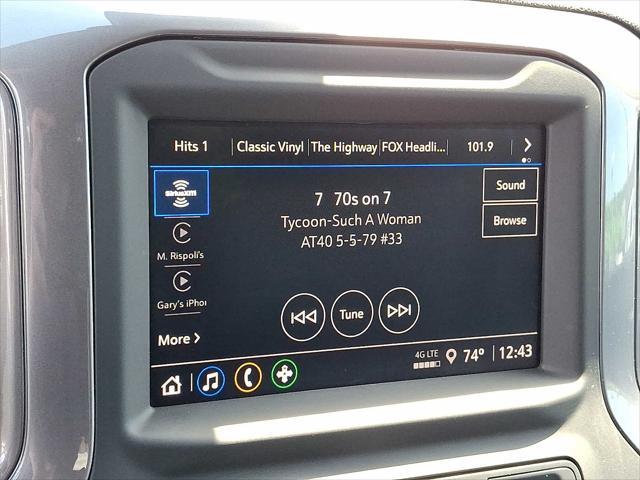 Hits 1 Classic Vinyl The Highway FOX Headli... 101.9
SiriusXM
7 70s on 7
Tycoon-Such A Woman
AT40 5-5-79 #33
Sound
Browse
M. Rispoli's
Gary's iPhon
Tune
More
4G LTE 74° 12:43